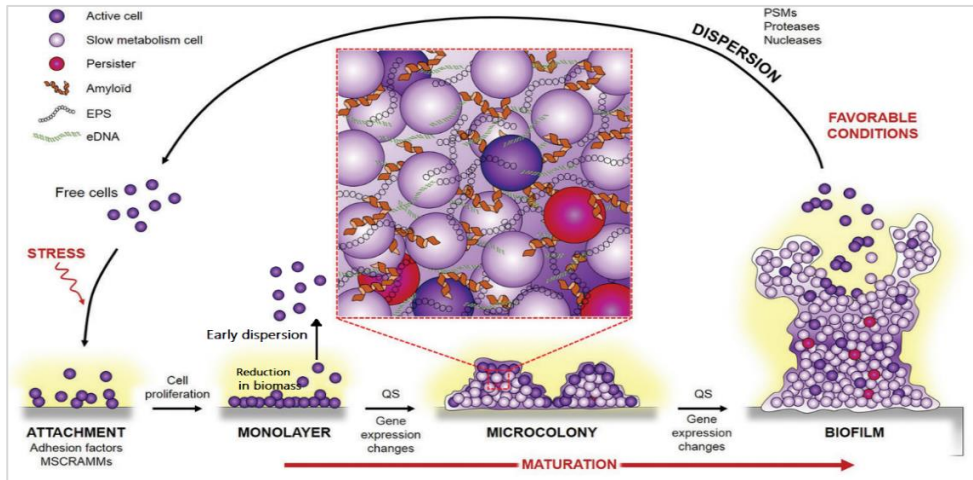 Active cell
Slow metabolism cell
Persister
Amyloïd
EPS
eDNA
PSMs
Proteases
Nucleases
DISPERSION
FAVORABLE
CONDITIONS
Free cells
STRESS
Early dispersion
Reduction
in biomass
Cell
proliferation
QS
Gene
expression
changes
QS
Gene
expression
changes
ATTACHMENT
Adhesion factors
MSCRAMMs
MONOLAYER
MICROCOLONY
BIOFILM
MATURATION